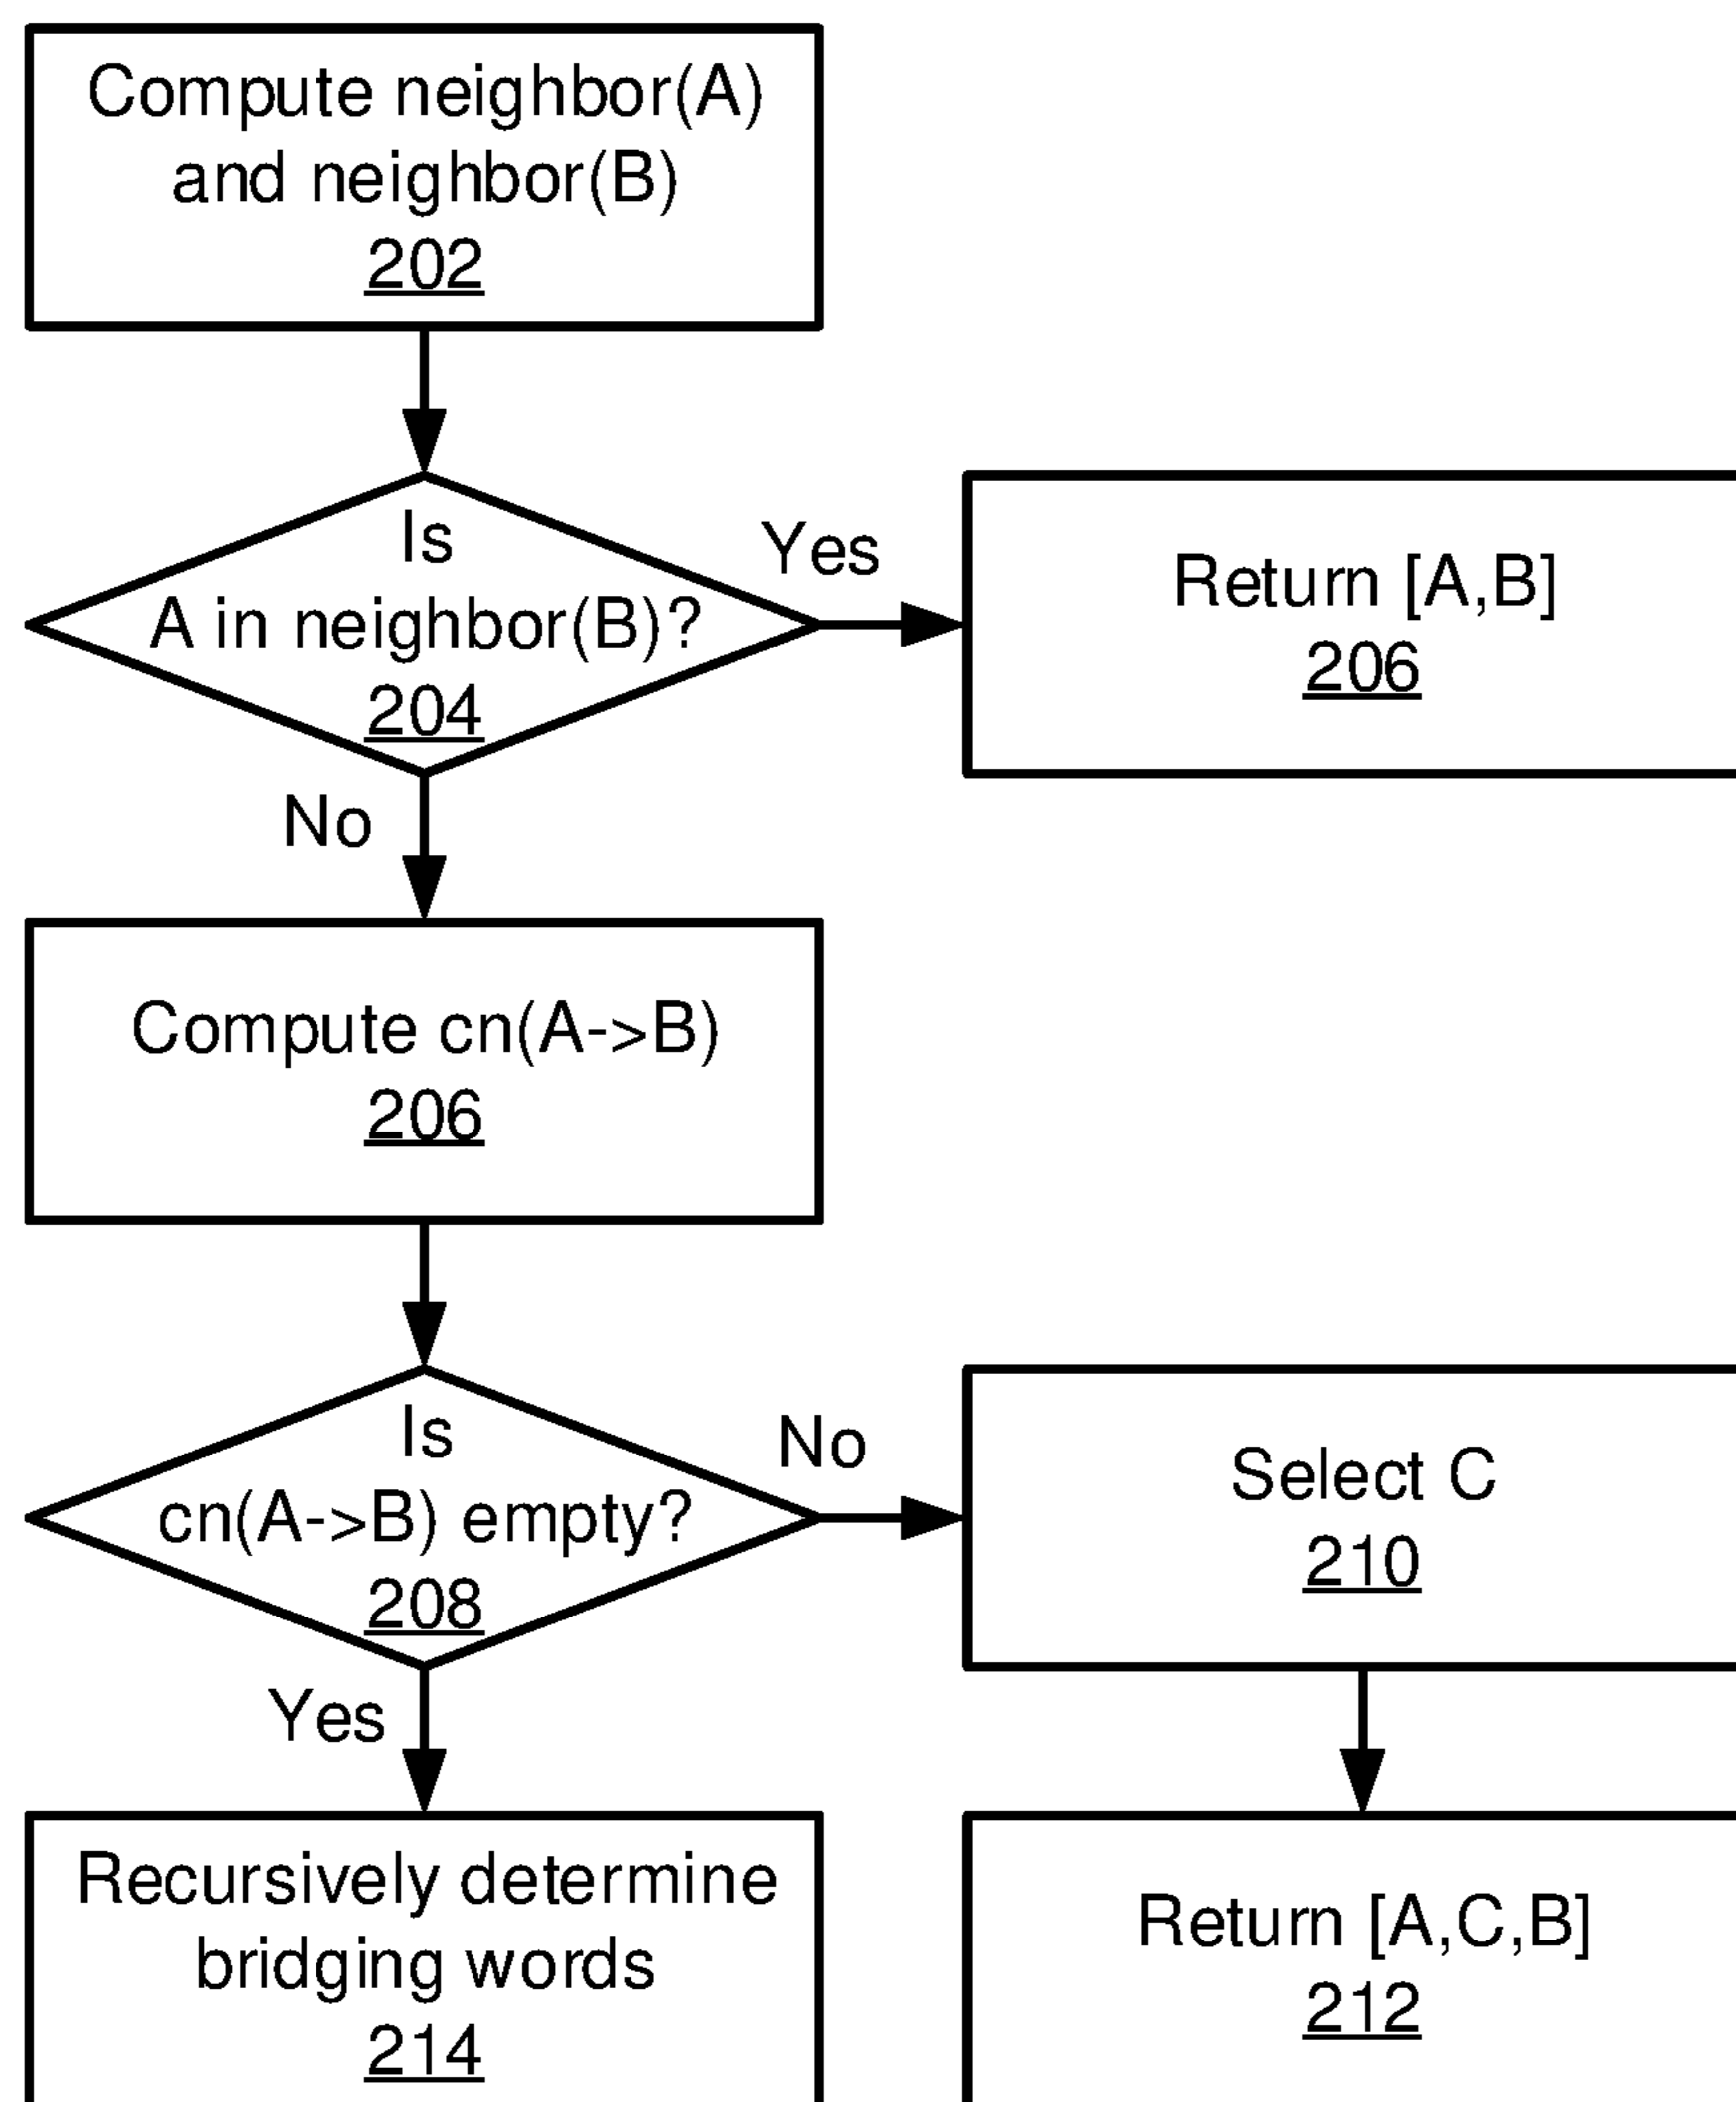 Compute neighbor(A)
and neighbor(B)
202
Is
A in neighbor(B)?
204
Yes
Return [A,B]
206
No
Compute cn(A->B)
206
Is
cn(A->B) empty?
208
No
Select C
210
Yes
Recursively determine
bridging words
214
Return [A,C,B]
212